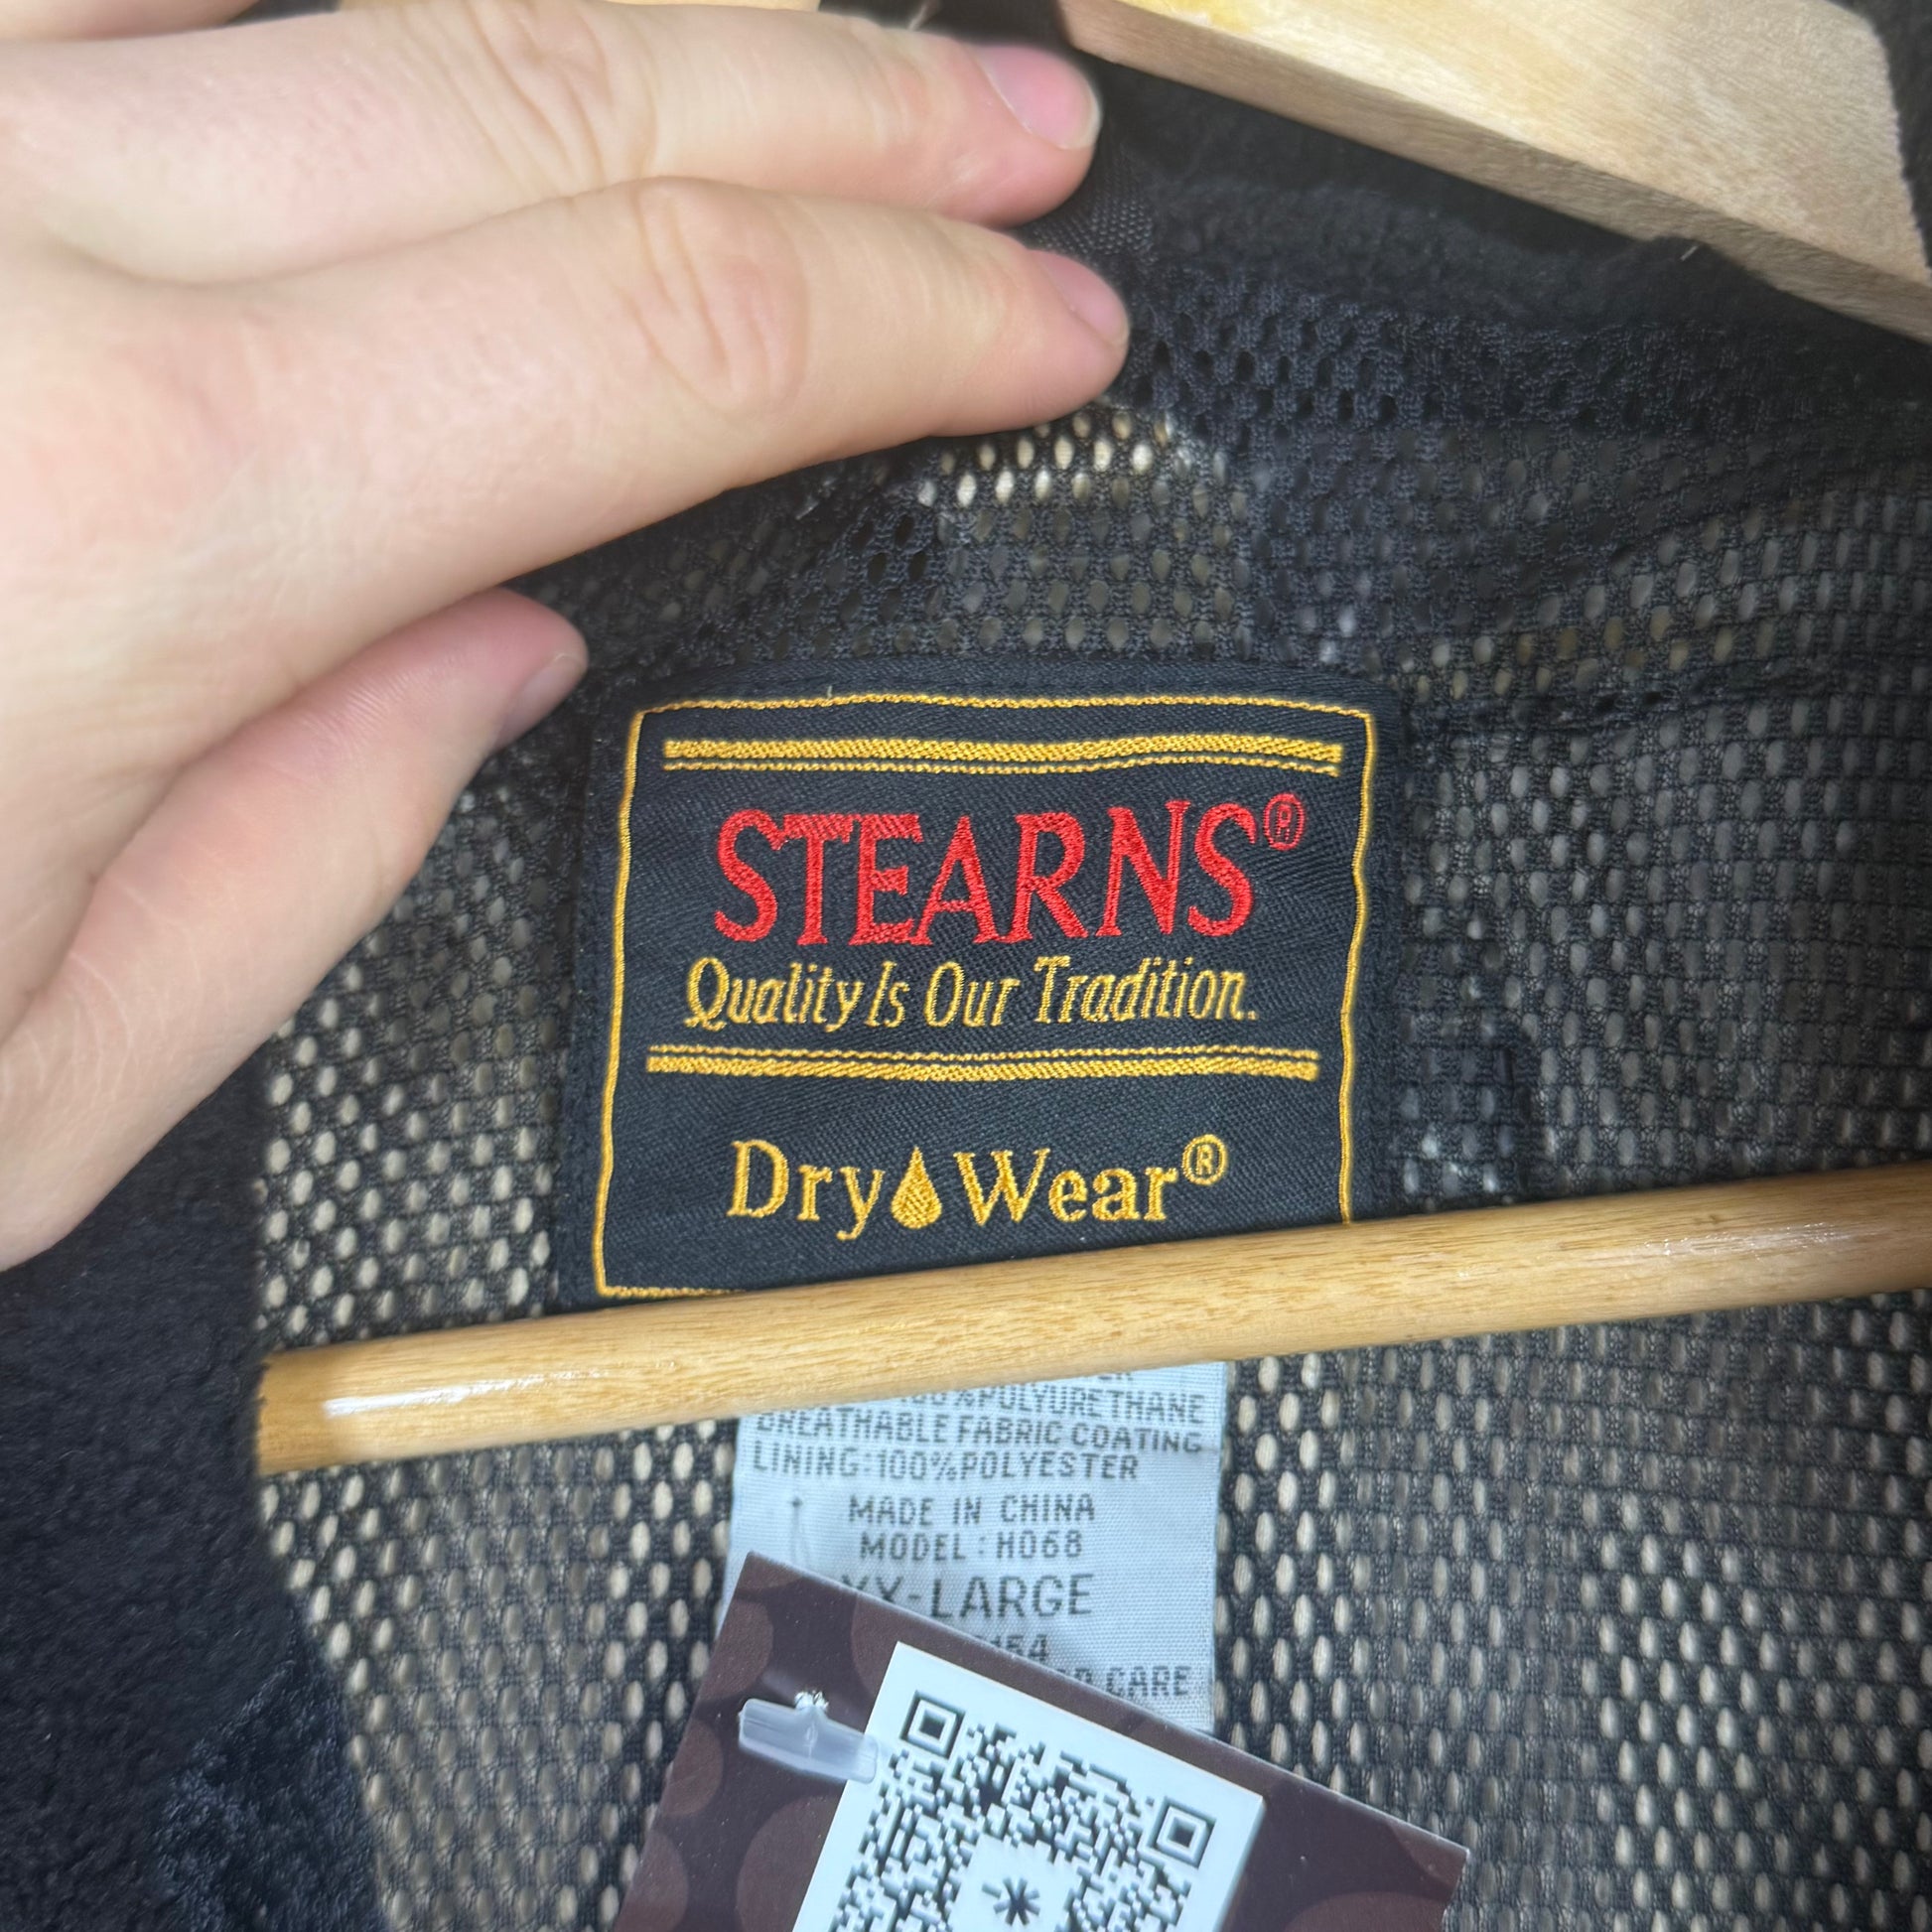 STEARNS®
Quality Is Our Tradition.
Dry Wear®
100%POLYURETHANE
BREATHABLE FABRIC COATING
LINING:100%POLYESTER
MADE IN CHINA
MODEL:H068
XX-LARGE
CARE